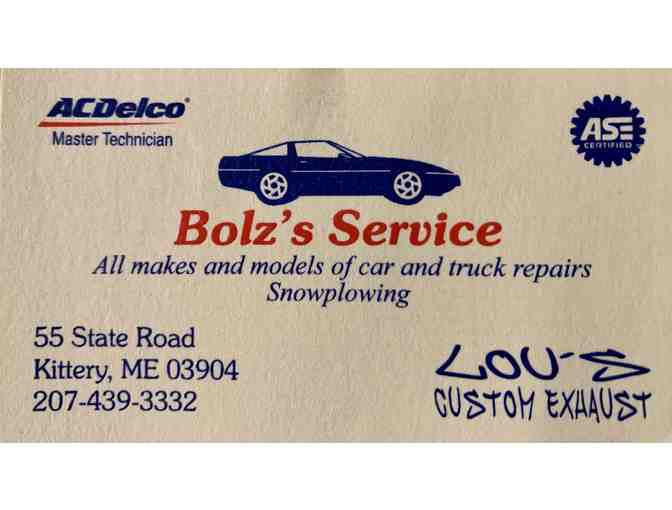 ACDelco®
Master Technician
ASE
CERTIFIED
Bolz's Service
All makes and models of car and truck repairs
Snowplowing
55 State Road
Kittery, ME 03904
207-439-3332
LOU'S
CUSTOM EXHAUST